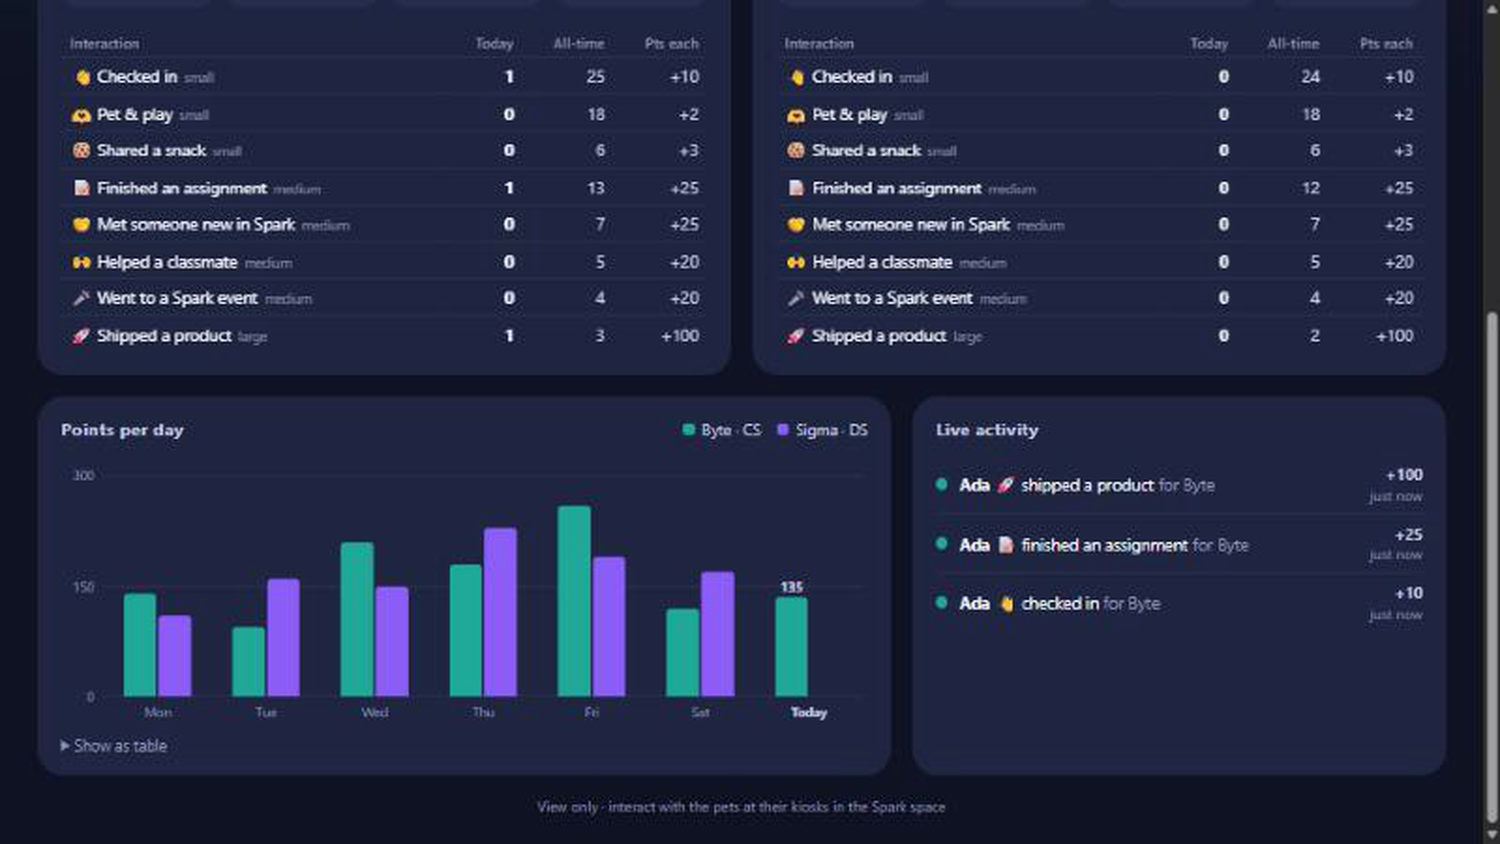 Interaction Today All-time Pts each
Checked in small 1 25 +10
Pet & play small 0 18 +2
Shared a snack small 0 6 +3
Finished an assignment medium 1 13 +25
Met someone new in Spark medium 0 7 +25
Helped a classmate medium 0 5 +20
Went to a Spark event medium 0 4 +20
Shipped a product large 1 3 +100
Interaction Today All-time Pts each
Checked in small 0 24 +10
Pet & play small 0 18 +2
Shared a snack small 0 6 +3
Finished an assignment medium 0 12 +25
Met someone new in Spark medium 0 7 +25
Helped a classmate medium 0 5 +20
Went to a Spark event medium 0 4 +20
Shipped a product large 0 2 +100
Points per day
Byte · CS Sigma · DS
300
150
0
135
Mon Tue Wed Thu Fri Sat Today
Show as table
Live activity
Ada shipped a product for Byte +100
just now
Ada finished an assignment for Byte +25
just now
Ada checked in for Byte +10
just now
View only · interact with the pets at their kiosks in the Spark space